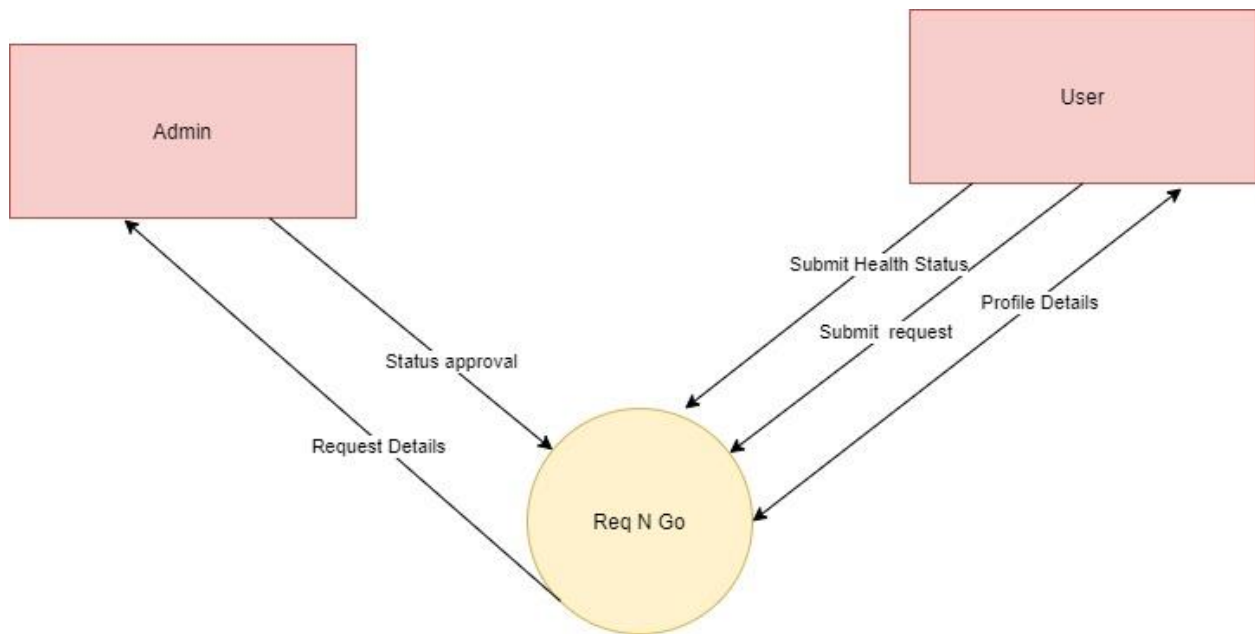 User
Admin
Submit Health Status
Profile Details
Submit request
Status approval
Request Details
Req N Go